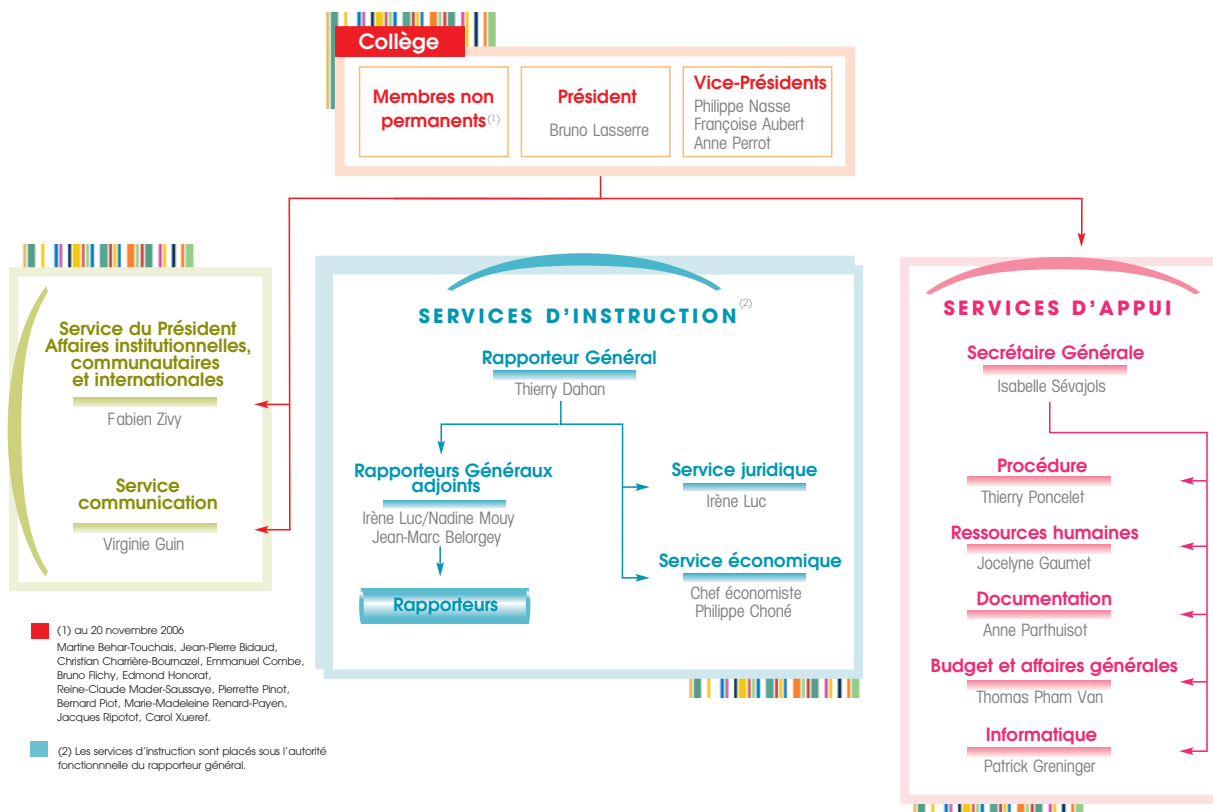 Collège
Membres non
permanents(1)
Président
Bruno Lasserre
Vice-Présidents
Philippe Nasse
Françoise Aubert
Anne Perrot
Service du Président
Affaires institutionnelles,
communautaires
et internationales
Fabien Zivy
Service
communication
Virginie Guin
SERVICES D'INSTRUCTION(2)
Rapporteur Général
Thierry Dahan
Rapporteurs Généraux
adjoints
Irène Luc/Nadine Mouy
Jean-Marc Belorgey
Rapporteurs
Service juridique
Irène Luc
Service économique
Chef économiste
Philippe Choné
SERVICES D'APPUI
Secrétaire Générale
Isabelle Sévajols
Procédure
Thierry Poncelet
Ressources humaines
Jocelyne Gaumet
Documentation
Anne Parthuisot
Budget et affaires générales
Thomas Pham Van
Informatique
Patrick Greninger
(1) au 20 novembre 2006
Martine Behar-Touchais, Jean-Pierre Bidaud,
Christian Charrière-Bournazel, Emmanuel Combe,
Bruno Flichy, Edmond Honorat,
Reine-Claude Mader-Saussaye, Pierrette Pinot,
Bernard Piot, Marie-Madeleine Renard-Payen,
Jacques Ripotot, Carol Xueref.
(2) Les services d'instruction sont placés sous l'autorité
fonctionnnelle du rapporteur général.